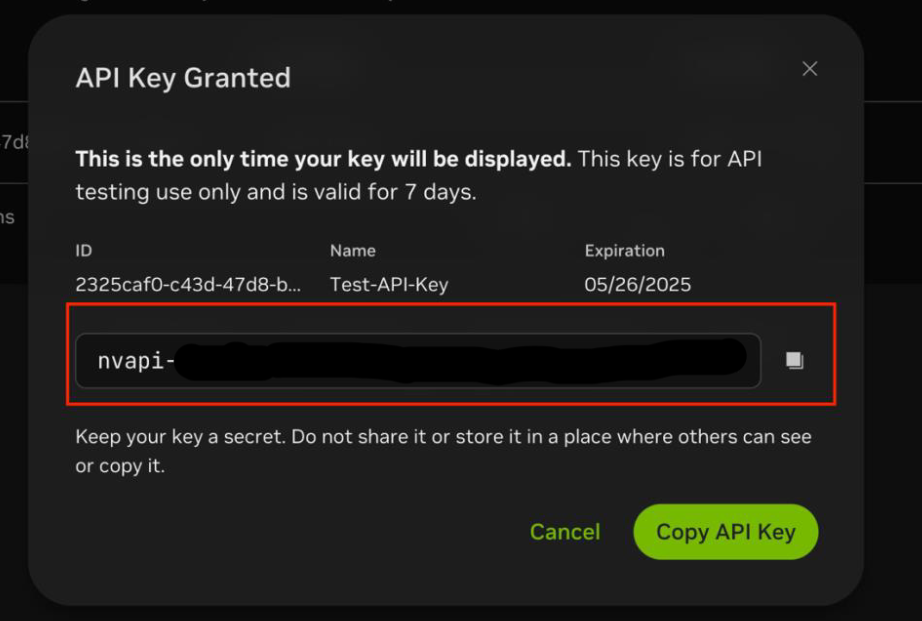 API Key Granted
This is the only time your key will be displayed. This key is for API
testing use only and is valid for 7 days.
ID Name Expiration
2325caf0-c43d-47d8-b... Test-API-Key 05/26/2025
nvapi-
Keep your key a secret. Do not share it or store it in a place where others can see
or copy it.
Cancel Copy API Key